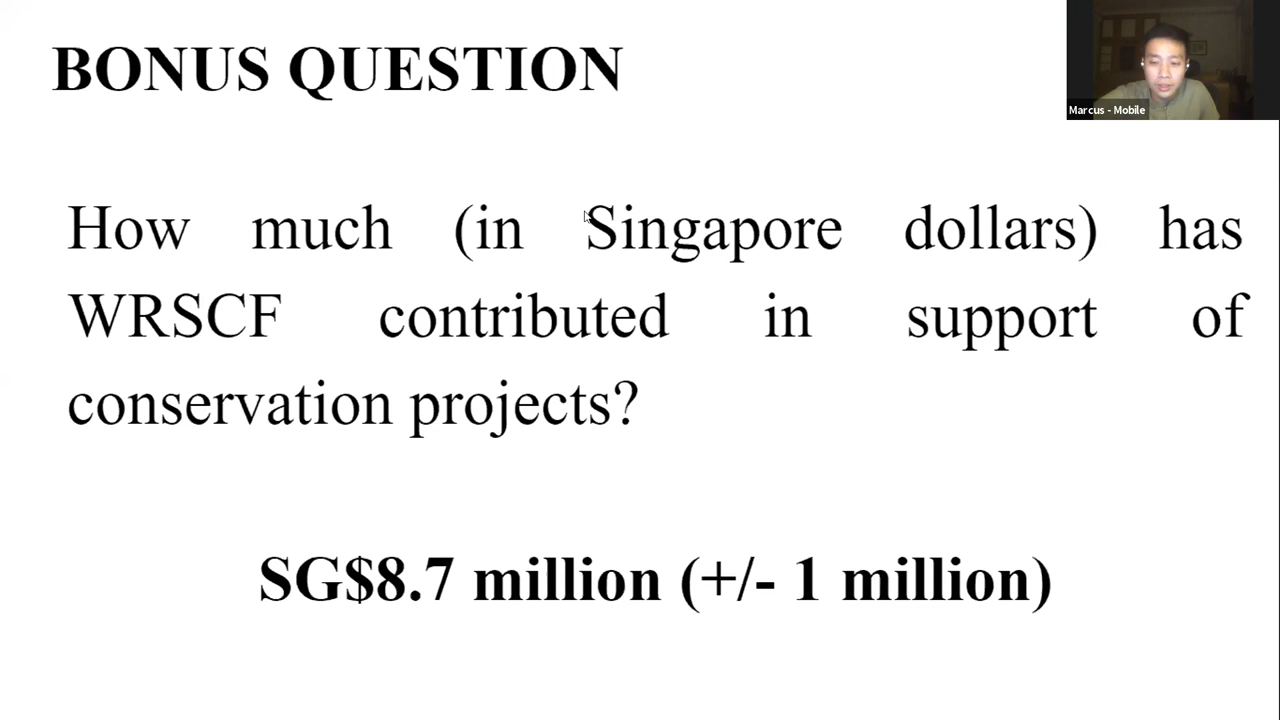 BONUS QUESTION
Marcus - Mobile
How much (in Singapore dollars) has
WRSCF contributed in support of
conservation projects?
SG$8.7 million (+/- 1 million)